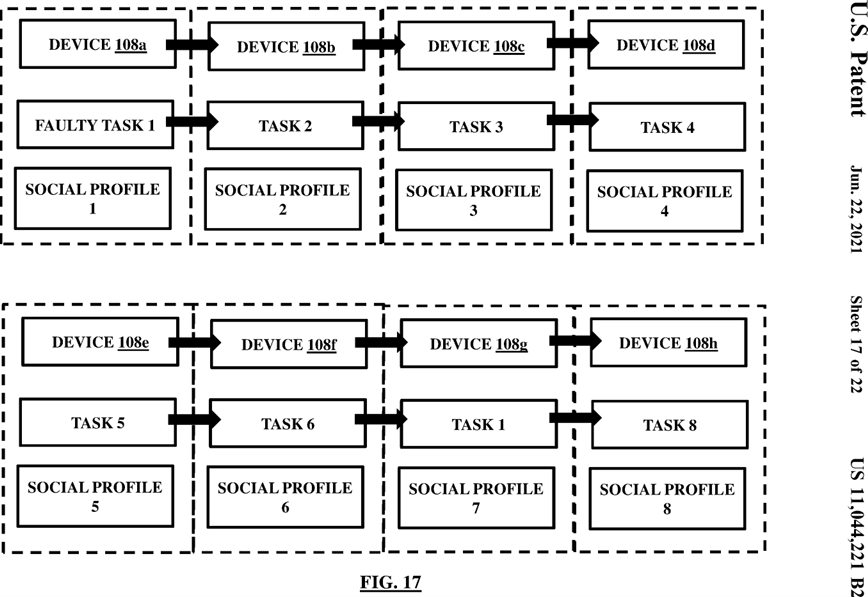 DEVICE 108a
DEVICE 108b
DEVICE 108c
DEVICE 108d
FAULTY TASK 1
TASK 2
TASK 3
TASK 4
SOCIAL PROFILE
1
SOCIAL PROFILE
2
SOCIAL PROFILE
3
SOCIAL PROFILE
4
DEVICE 108e
DEVICE 108f
DEVICE 108g
DEVICE 108h
TASK 5
TASK 6
TASK 1
TASK 8
SOCIAL PROFILE
5
SOCIAL PROFILE
6
SOCIAL PROFILE
7
SOCIAL PROFILE
8
FIG. 17
U.S. Patent Jun. 22, 2021 Sheet 17 of 22 US 11,044,221 B2